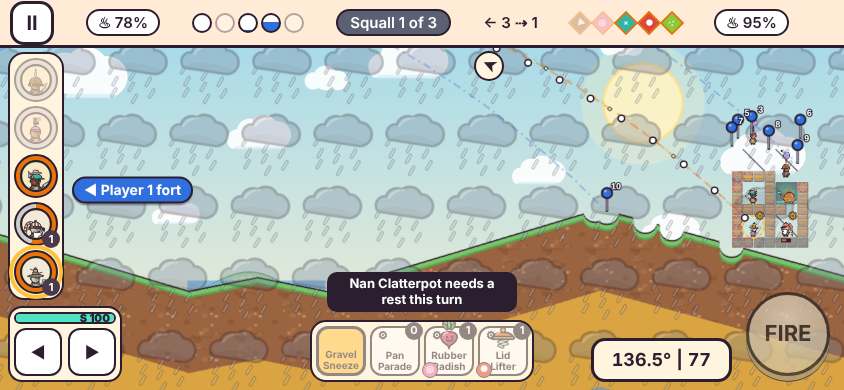 78%
Squall 1 of 3
← 3 ⇢ 1
95%
5 3
7
8
6
9
10
◀ Player 1 fort
1
1
S 100
Nan Clatterpot needs a
rest this turn
Gravel
Sneeze
0
Pan
Parade
1
Rubber
Radish
1
Lid
Lifter
136.5° | 77
FIRE